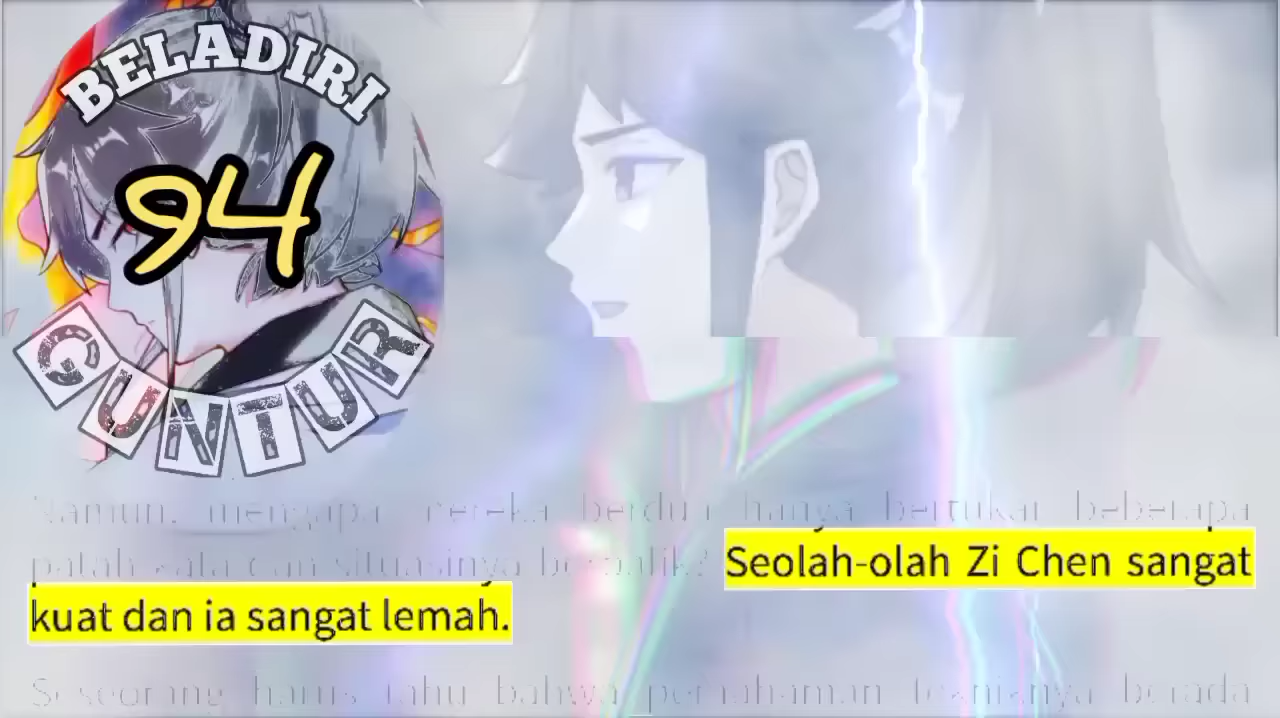 BELADIRI
94
GUNTUR
Namun, mengapa mereka berdua hanya bertukar beberapa
patah kata dan situasinya berbalik? Seolah-olah Zi Chen sangat
kuat dan ia sangat lemah.
Seseorang harus tahu bahwa pemahaman teknisnya berada